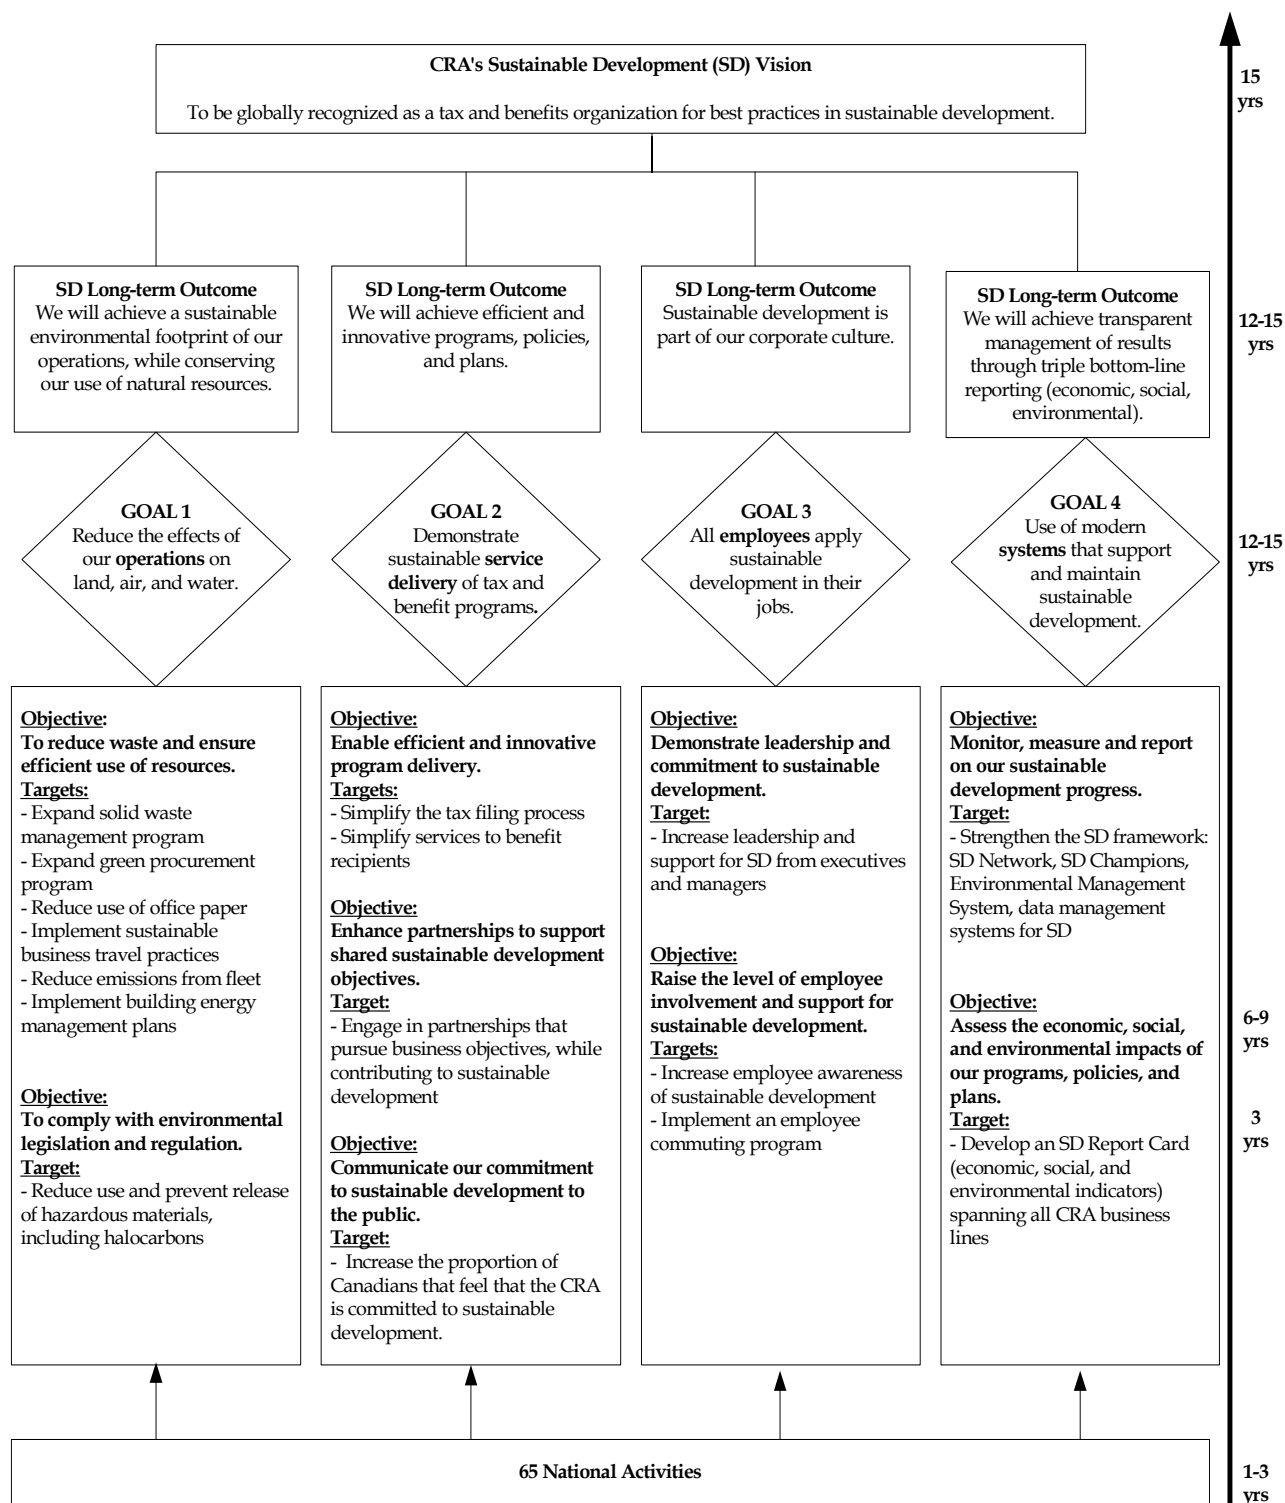 CRA's Sustainable Development (SD) Vision
To be globally recognized as a tax and benefits organization for best practices in sustainable development.
15
yrs
SD Long-term Outcome
We will achieve a sustainable
environmental footprint of our
operations, while conserving
our use of natural resources.
SD Long-term Outcome
We will achieve efficient and
innovative programs, policies,
and plans.
SD Long-term Outcome
Sustainable development is
part of our corporate culture.
SD Long-term Outcome
We will achieve transparent
management of results
through triple bottom-line
reporting (economic, social,
environmental).
12-15
yrs
GOAL 1
Reduce the effects of
our operations on
land, air, and water.
GOAL 2
Demonstrate
sustainable service
delivery of tax and
benefit programs.
GOAL 3
All employees apply
sustainable
development in their
jobs.
GOAL 4
Use of modern
systems that support
and maintain
sustainable
development.
12-15
yrs
Objective:
To reduce waste and ensure
efficient use of resources.
Targets:
- Expand solid waste
management program
- Expand green procurement
program
- Reduce use of office paper
- Implement sustainable
business travel practices
- Reduce emissions from fleet
- Implement building energy
management plans
Objective:
To comply with environmental
legislation and regulation.
Target:
- Reduce use and prevent release
of hazardous materials,
including halocarbons
Objective:
Enable efficient and innovative
program delivery.
Targets:
- Simplify the tax filing process
- Simplify services to benefit
recipients
Objective:
Enhance partnerships to support
shared sustainable development
objectives.
Target:
- Engage in partnerships that
pursue business objectives, while
contributing to sustainable
development
Objective:
Communicate our commitment
to sustainable development to
the public.
Target:
- Increase the proportion of
Canadians that feel that the CRA
is committed to sustainable
development.
Objective:
Demonstrate leadership and
commitment to sustainable
development.
Target:
- Increase leadership and
support for SD from executives
and managers
Objective:
Raise the level of employee
involvement and support for
sustainable development.
Targets:
- Increase employee awareness
of sustainable development
- Implement an employee
commuting program
Objective:
Monitor, measure and report
on our sustainable
development progress.
Target:
- Strengthen the SD framework:
SD Network, SD Champions,
Environmental Management
System, data management
systems for SD
Objective:
Assess the economic, social,
and environmental impacts of
our programs, policies, and
plans.
Target:
- Develop an SD Report Card
(economic, social, and
environmental indicators)
spanning all CRA business
lines
6-9
yrs
3
yrs
65 National Activities
1-3
yrs